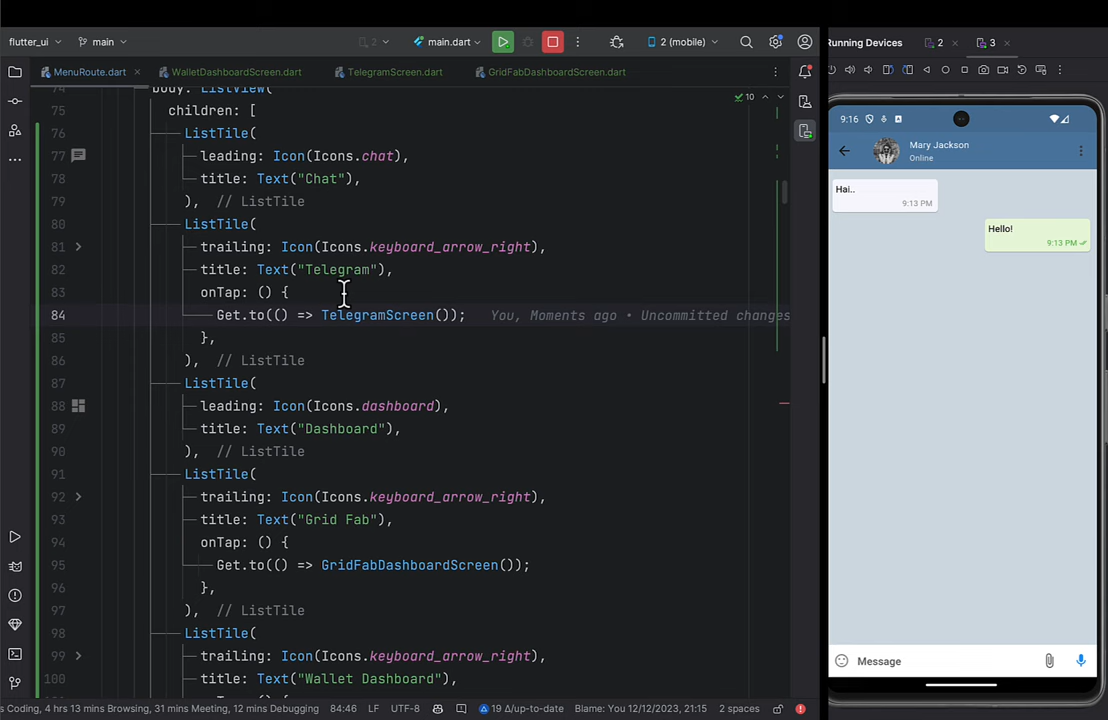 flutter_ui
main
2
main.dart
2 (mobile)
Running Devices
2
3
MenuRoute.dart
WalletDashboardScreen.dart
TelegramScreen.dart
GridFabDashboardScreen.dart
10
body: ListView(
75 children: [
76 ListTile(
77 leading: Icon(Icons.chat),
78 title: Text("Chat"),
79 ), // ListTile
80 ListTile(
81 trailing: Icon(Icons.keyboard_arrow_right),
82 title: Text("Telegram"),
83 onTap: () {
84 Get.to(() => TelegramScreen()); You, Moments ago • Uncommitted changes
85 },
86 ), // ListTile
87 ListTile(
88 leading: Icon(Icons.dashboard),
89 title: Text("Dashboard"),
90 ), // ListTile
91 ListTile(
92 trailing: Icon(Icons.keyboard_arrow_right),
93 title: Text("Grid Fab"),
94 onTap: () {
95 Get.to(() => GridFabDashboardScreen());
96 },
97 ), // ListTile
98 ListTile(
99 trailing: Icon(Icons.keyboard_arrow_right),
100 title: Text("Wallet Dashboard"),
s Coding, 4 hrs 13 mins Browsing, 31 mins Meeting, 12 mins Debugging
84:46
LF
UTF-8
19 ∆/up-to-date
Blame: You 12/12/2023, 21:15
2 spaces
9:16
A
Mary Jackson
Online
Hai..
9:13 PM
Hello!
9:13 PM
Message